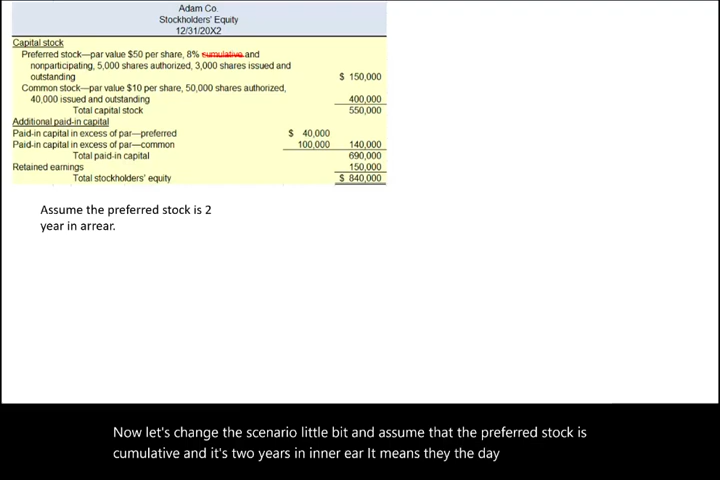 Adam Co.
Stockholders' Equity
12/31/20X2
Capital stock
Preferred stock—par value $50 per share, 8% cumulative and
nonparticipating, 5,000 shares authorized, 3,000 shares issued and
outstanding $ 150,000
Common stock—par value $10 per share, 50,000 shares authorized,
40,000 issued and outstanding 400,000
Total capital stock 550,000
Additional paid-in capital
Paid-in capital in excess of par—preferred $ 40,000
Paid-in capital in excess of par—common 100,000 140,000
Total paid-in capital 690,000
Retained earnings 150,000
Total stockholders' equity $ 840,000
Assume the preferred stock is 2
year in arrear.
Now let's change the scenario little bit and assume that the preferred stock is
cumulative and it's two years in inner ear It means they the day